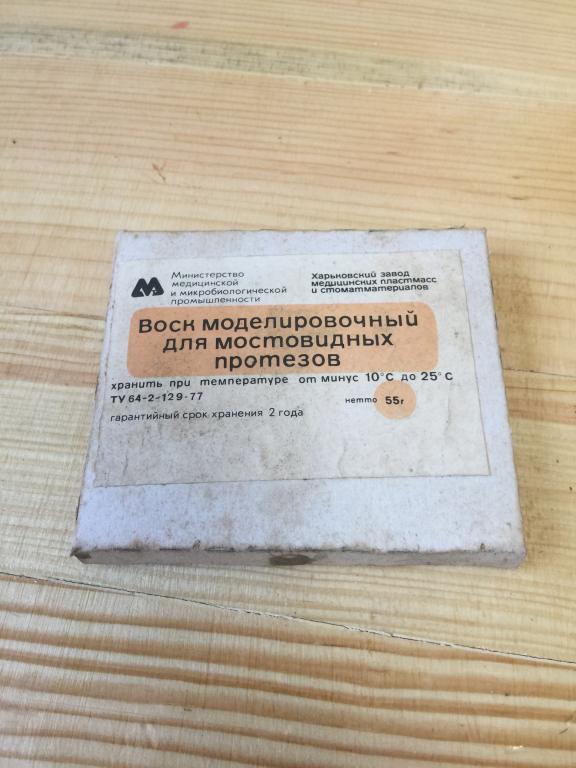 Министерство
медицинской
и микробиологической
промышленности
Харьковский завод
медицинских пластмасс
и стоматматериалов
Воск моделировочный
для мостовидных
протезов
хранить при температуре от минус 10°С до 25°С
ТУ 64-2-129-77
нетто 55г
гарантийный срок хранения 2 года